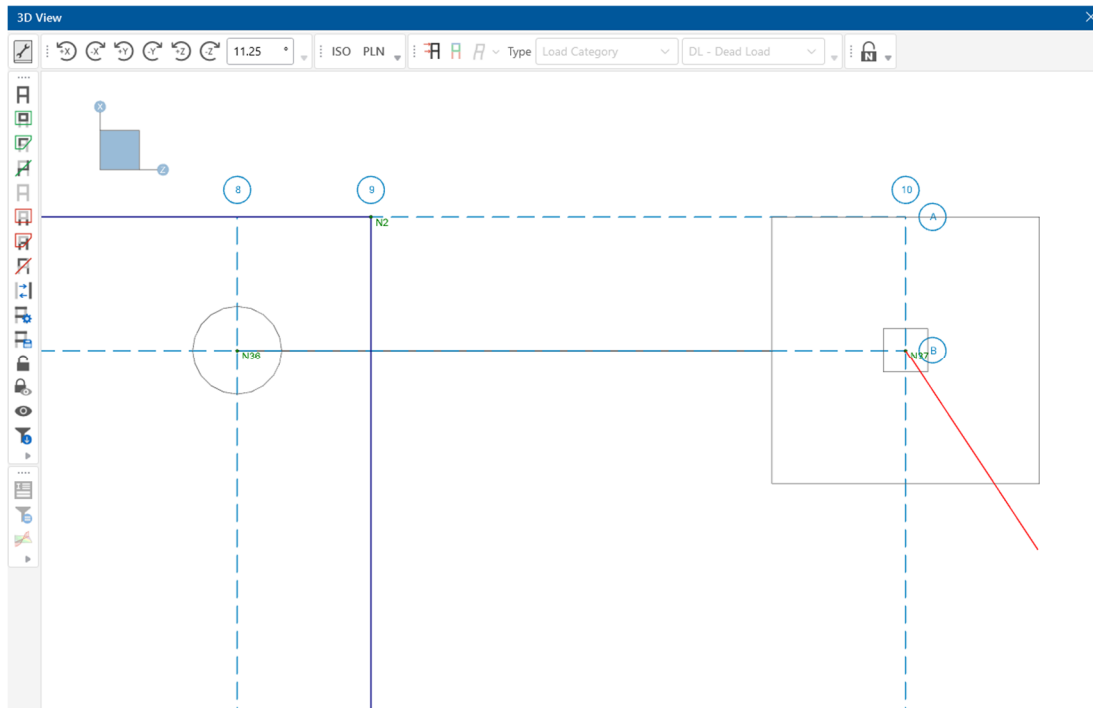 3D View
+X -X +Y -Y +Z -Z 11.25 ° ISO PLN Type Load Category DL - Dead Load N
X
Z
8 9 10
A
N2
N36 N37 B